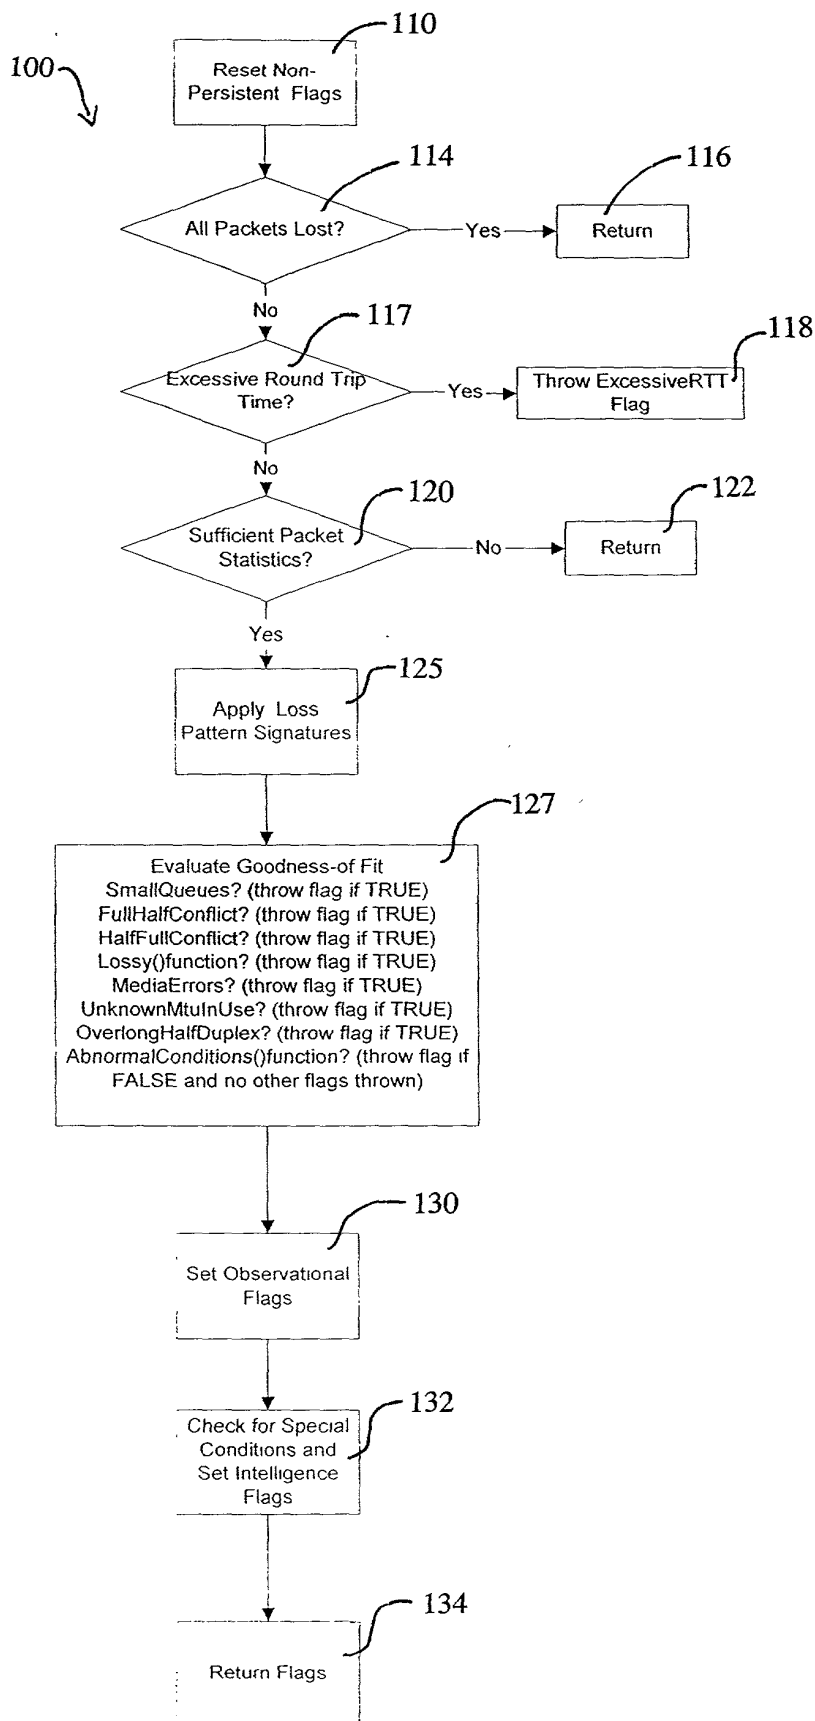 110
100
Reset Non-
Persistent Flags
114
116
All Packets Lost?
Yes
Return
No
117
118
Excessive Round Trip
Time?
Yes
Throw ExcessiveRTT
Flag
No
120
122
Sufficient Packet
Statistics?
No
Return
Yes
125
Apply Loss
Pattern Signatures
127
Evaluate Goodness-of Fit
SmallQueues? (throw flag if TRUE)
FullHalfConflict? (throw flag if TRUE)
HalfFullConflict? (throw flag if TRUE)
Lossy()function? (throw flag if TRUE)
MediaErrors? (throw flag if TRUE)
UnknownMtuInUse? (throw flag if TRUE)
OverlongHalfDuplex? (throw flag if TRUE)
AbnormalConditions()function? (throw flag if
FALSE and no other flags thrown)
130
Set Observational
Flags
132
Check for Special
Conditions and
Set Intelligence
Flags
134
Return Flags